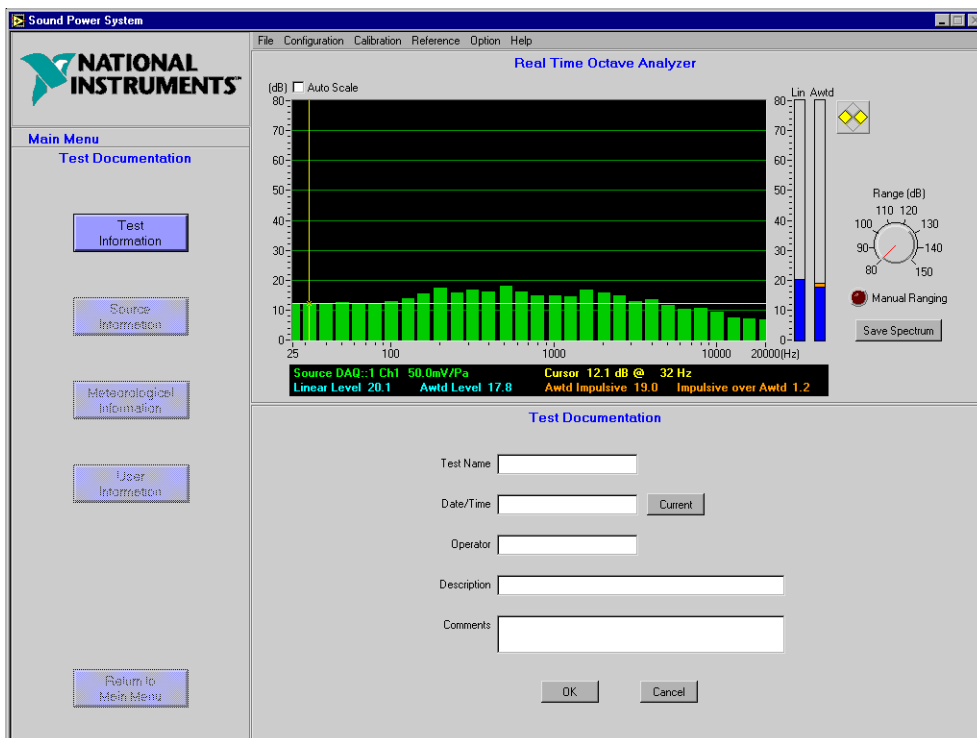 Sound Power System
NATIONAL
INSTRUMENTS™
Main Menu
Test Documentation
Test
Information
Source
Information
Meteorological
Information
User
Information
Return to
Main Menu
File Configuration Calibration Reference Option Help
Real Time Octave Analyzer
(dB) Auto Scale
80
70
60
50
40
30
20
10
0
25 100 1000 10000 20000(Hz)
Lin Awtd
80
70
60
50
40
30
20
10
0
Range (dB)
110 120
100 130
90 140
80 150
Manual Ranging
Save Spectrum
Source DAQ::1 Ch1 50.0mV/Pa Cursor 12.1 dB @ 32 Hz
Linear Level 20.1 Awtd Level 17.8 Awtd Impulsive 19.0 Impulsive over Awtd 1.2
Test Documentation
Test Name
Date/Time Current
Operator
Description
Comments
OK Cancel